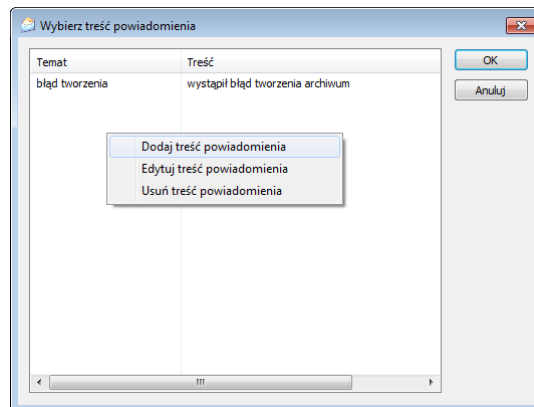 Wybierz treść powiadomienia
Temat Treść
błąd tworzenia wystąpił błąd tworzenia archiwum
OK
Anuluj
Dodaj treść powiadomienia
Edytuj treść powiadomienia
Usuń treść powiadomienia